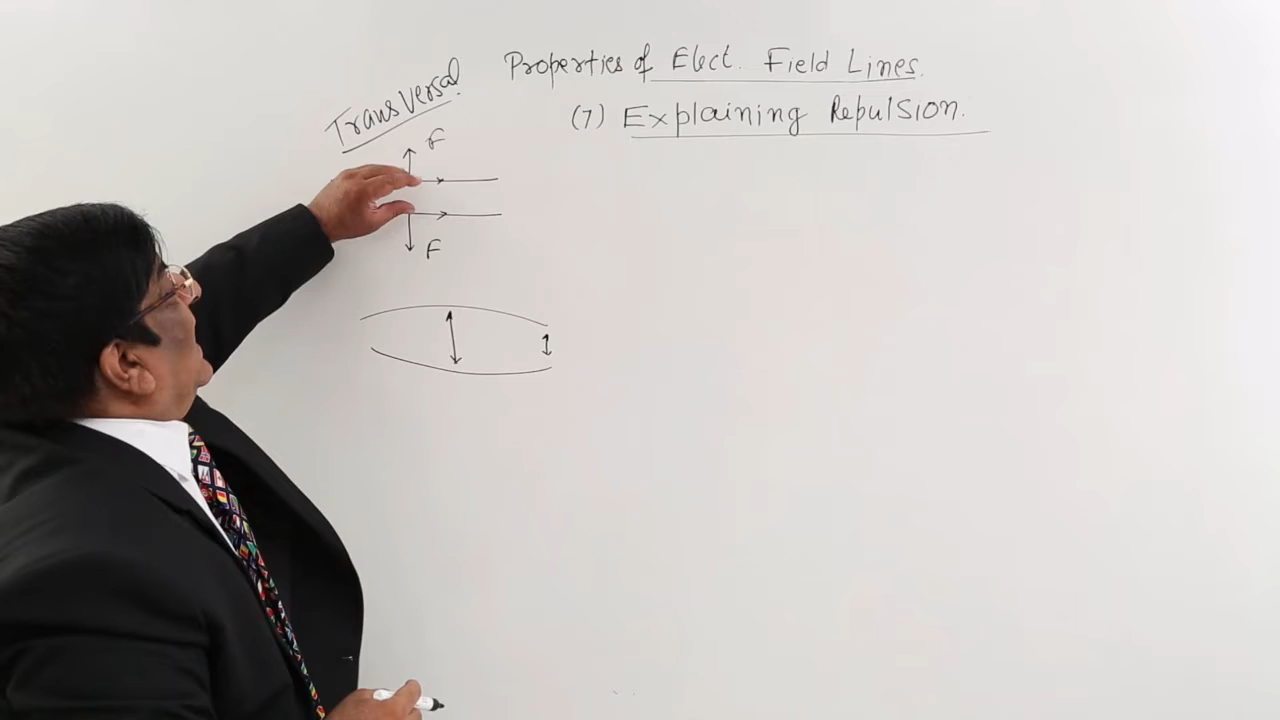 Properties of Elect. Field Lines.
(7) Explaining Repulsion.
Transversal
F
F